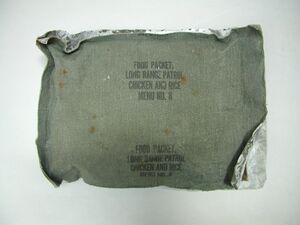 FOOD PACKET,
LONG RANGE PATROL
CHICKEN AND RICE
MENU NO. 8
FOOD PACKET,
LONG RANGE PATROL
CHICKEN AND RICE
MENU NO. 8